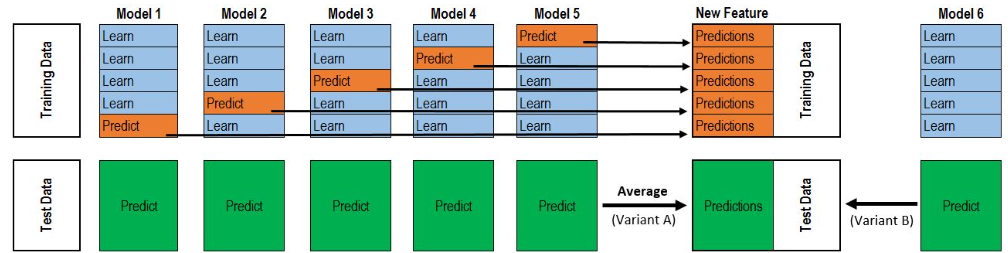 Model 1 Model 2 Model 3 Model 4 Model 5 New Feature Model 6
Training Data
Learn Learn Learn Learn Predict Predictions Learn
Learn Learn Learn Predict Learn Predictions Learn
Learn Learn Predict Learn Learn Predictions Learn
Learn Predict Learn Learn Learn Predictions Learn
Predict Learn Learn Learn Learn Predictions Learn
Training Data
Test Data
Predict Predict Predict Predict Predict
Average
(Variant A)
Predictions
Test Data
(Variant B)
Predict